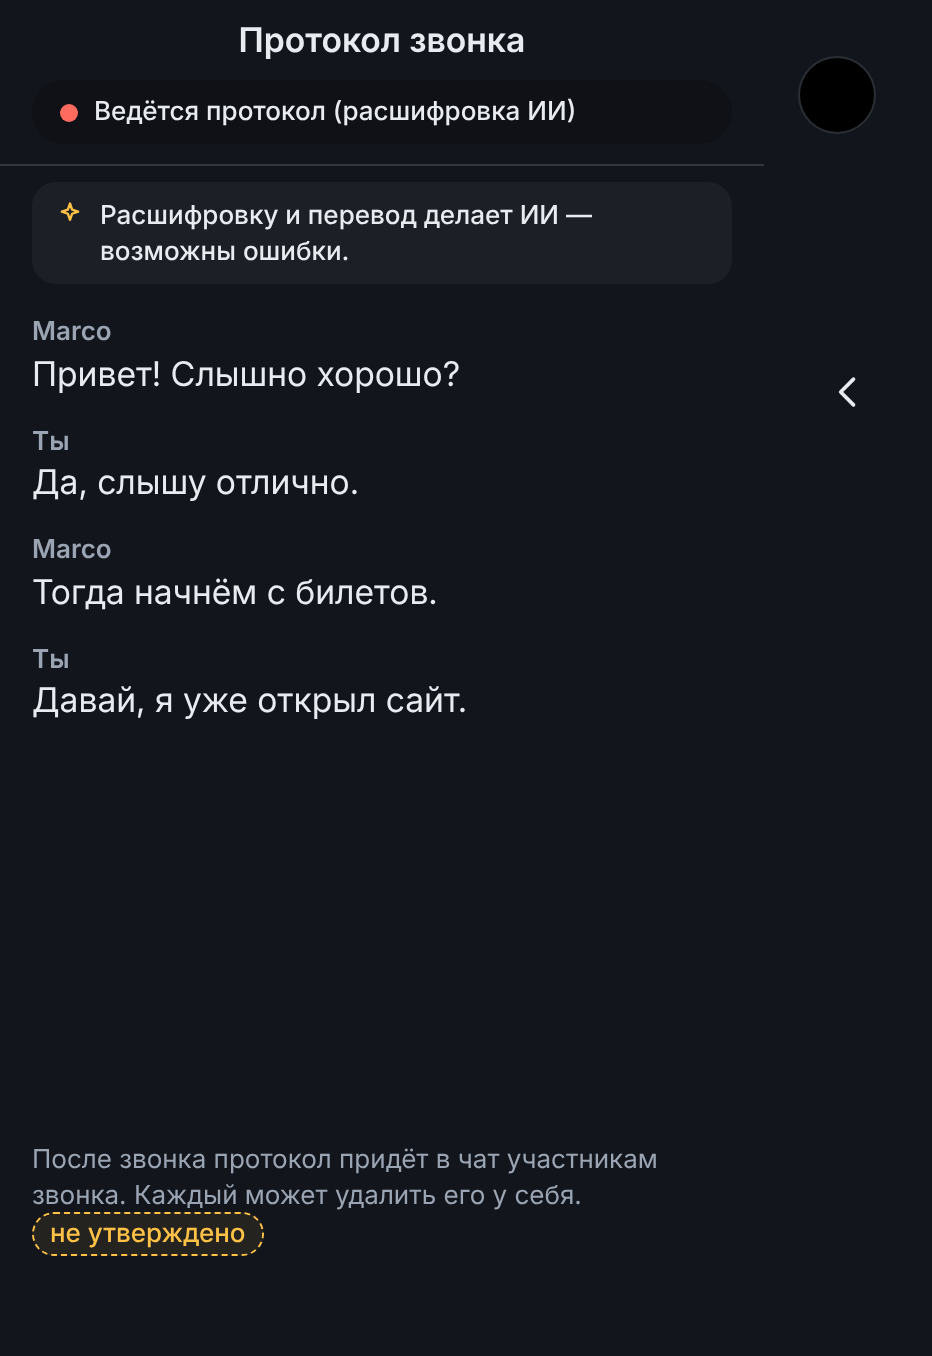 Протокол звонка
Ведётся протокол (расшифровка ИИ)
Расшифровку и перевод делает ИИ —
возможны ошибки.
Marco
Привет! Слышно хорошо?
Ты
Да, слышу отлично.
Marco
Тогда начнём с билетов.
Ты
Давай, я уже открыл сайт.
После звонка протокол придёт в чат участникам
звонка. Каждый может удалить его у себя.
не утверждено